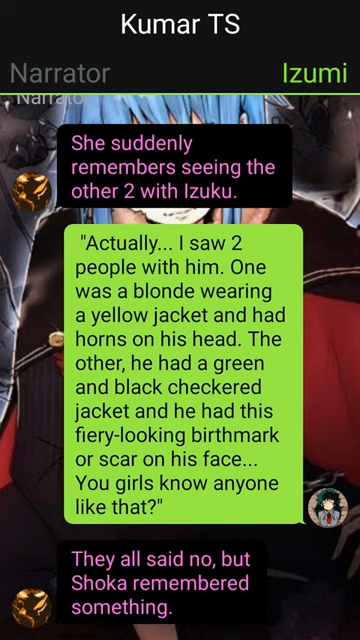 Kumar TS
Narrator
Izumi
Narrator
She suddenly
remembers seeing the
other 2 with Izuku.
"Actually... I saw 2
people with him. One
was a blonde wearing
a yellow jacket and had
horns on his head. The
other, he had a green
and black checkered
jacket and he had this
fiery-looking birthmark
or scar on his face...
You girls know anyone
like that?"
They all said no, but
Shoka remembered
something.